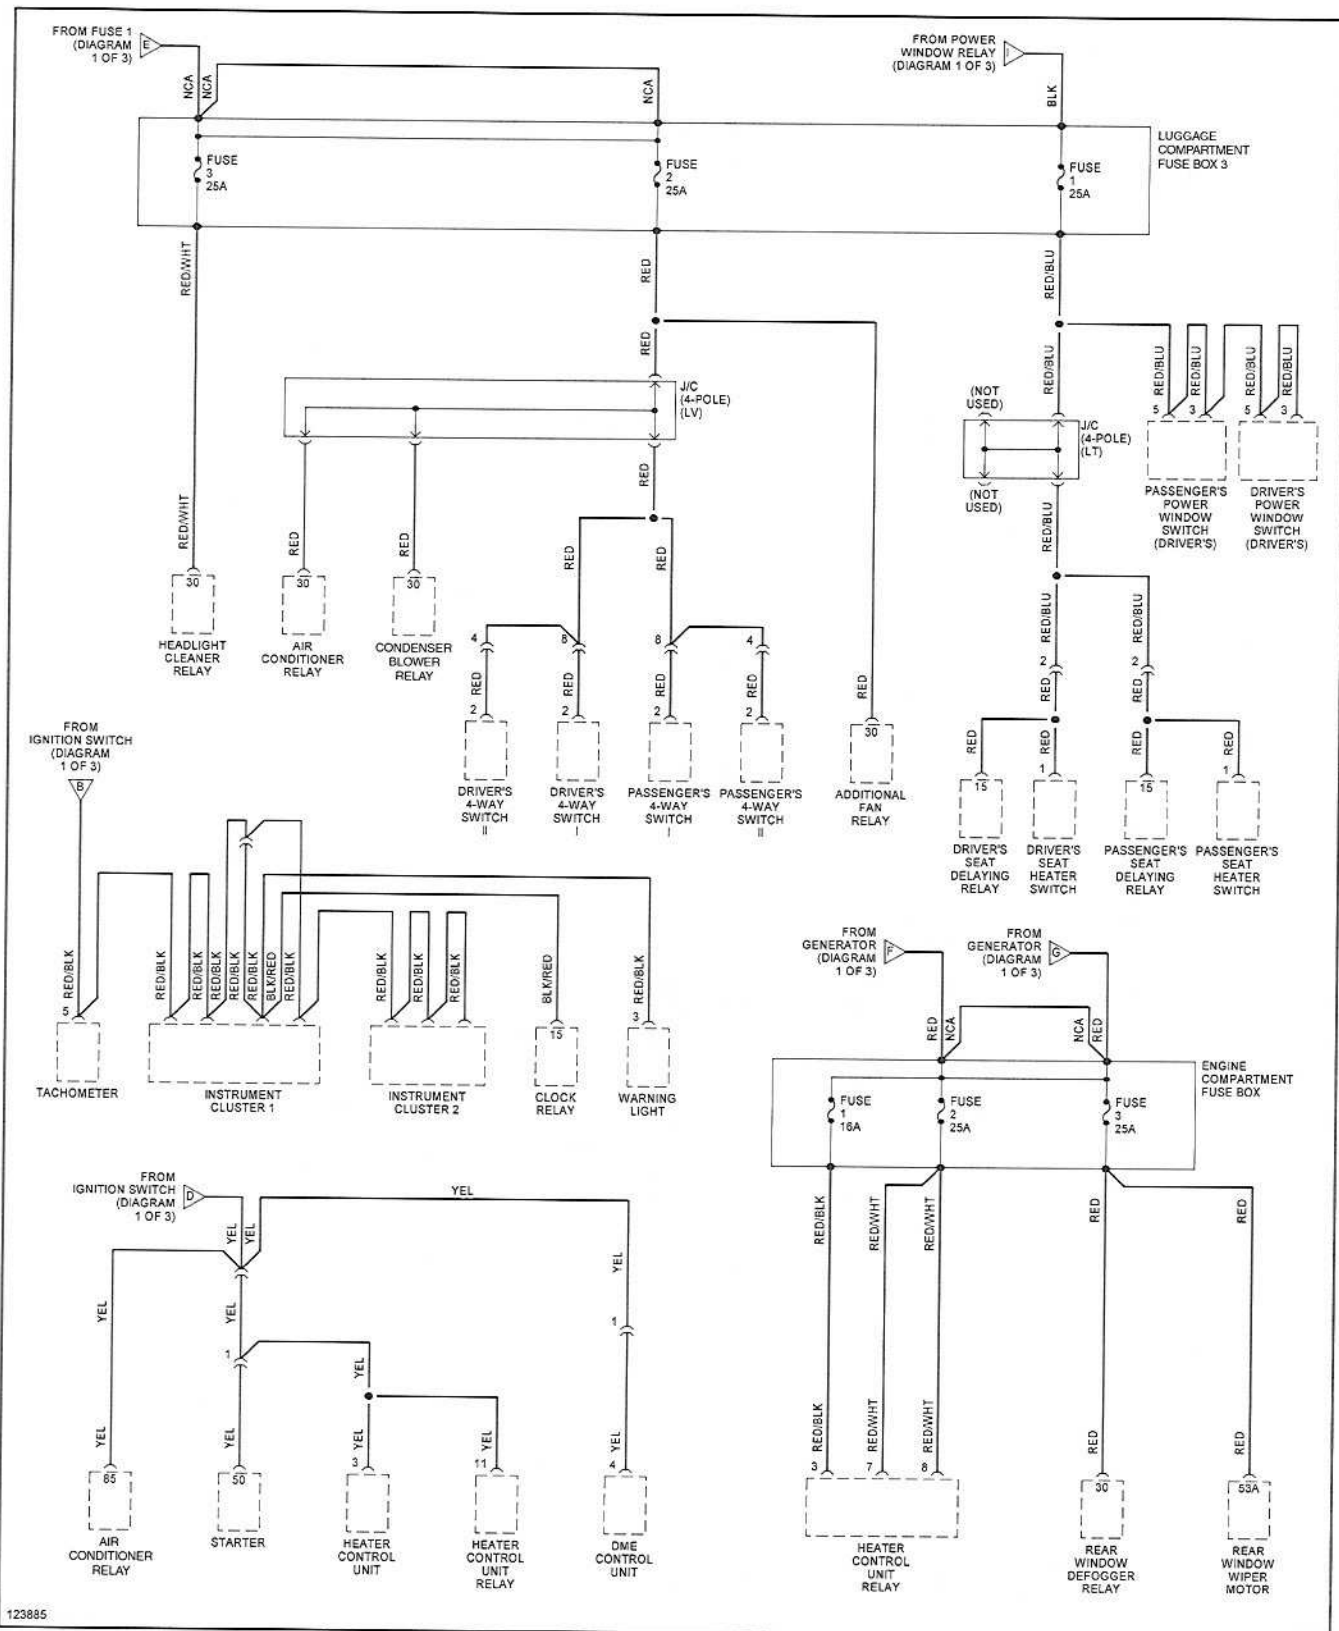 FROM FUSE 1
(DIAGRAM
1 OF 3)
E
FROM POWER
WINDOW RELAY
(DIAGRAM 1 OF 3)
I
NCA
NCA
NCA
BLK
LUGGAGE
COMPARTMENT
FUSE BOX 3
FUSE
3
25A
FUSE
2
25A
FUSE
1
25A
RED/WHT
RED
RED/BLU
RED
RED/BLU
RED/BLU
RED/BLU
RED/BLU
RED/BLU
5
3
5
3
J/C
(4-POLE)
(LV)
(NOT
USED)
J/C
(4-POLE)
(LT)
(NOT
USED)
PASSENGER'S
POWER
WINDOW
SWITCH
(DRIVER'S)
DRIVER'S
POWER
WINDOW
SWITCH
(DRIVER'S)
RED/WHT
RED
RED
RED
RED
RED
RED/BLU
30
HEADLIGHT
CLEANER
RELAY
30
AIR
CONDITIONER
RELAY
30
CONDENSER
BLOWER
RELAY
4
8
8
4
RED
RED
RED
RED
RED
2
2
2
2
30
DRIVER'S
4-WAY
SWITCH
II
DRIVER'S
4-WAY
SWITCH
I
PASSENGER'S
4-WAY
SWITCH
I
PASSENGER'S
4-WAY
SWITCH
II
ADDITIONAL
FAN
RELAY
RED/BLU
RED/BLU
2
2
RED
RED
RED
RED
RED
RED
15
1
15
1
DRIVER'S
SEAT
DELAYING
RELAY
DRIVER'S
SEAT
HEATER
SWITCH
PASSENGER'S
SEAT
DELAYING
RELAY
PASSENGER'S
SEAT
HEATER
SWITCH
FROM
IGNITION SWITCH
(DIAGRAM
1 OF 3)
B
RED/BLK
RED/BLK
RED/BLK
RED/BLK
RED/BLK
RED/BLK
BLK/RED
RED/BLK
RED/BLK
RED/BLK
RED/BLK
BLK/RED
RED/BLK
5
15
3
TACHOMETER
INSTRUMENT
CLUSTER 1
INSTRUMENT
CLUSTER 2
CLOCK
RELAY
WARNING
LIGHT
FROM
GENERATOR
(DIAGRAM
1 OF 3)
F
FROM
GENERATOR
(DIAGRAM
1 OF 3)
G
RED
NCA
NCA
RED
ENGINE
COMPARTMENT
FUSE BOX
FUSE
1
16A
FUSE
2
25A
FUSE
3
25A
FROM
IGNITION SWITCH
(DIAGRAM
1 OF 3)
D
YEL
YEL
YEL
YEL
YEL
YEL
1
1
YEL
YEL
YEL
YEL
YEL
YEL
85
50
3
11
4
AIR
CONDITIONER
RELAY
STARTER
HEATER
CONTROL
UNIT
HEATER
CONTROL
UNIT
RELAY
DME
CONTROL
UNIT
RED/BLK
RED/WHT
RED/WHT
RED
RED
RED/BLK
RED/WHT
RED/WHT
RED
RED
3
7
8
30
53A
HEATER
CONTROL
UNIT
RELAY
REAR
WINDOW
DEFOGGER
RELAY
REAR
WINDOW
WIPER
MOTOR
123885